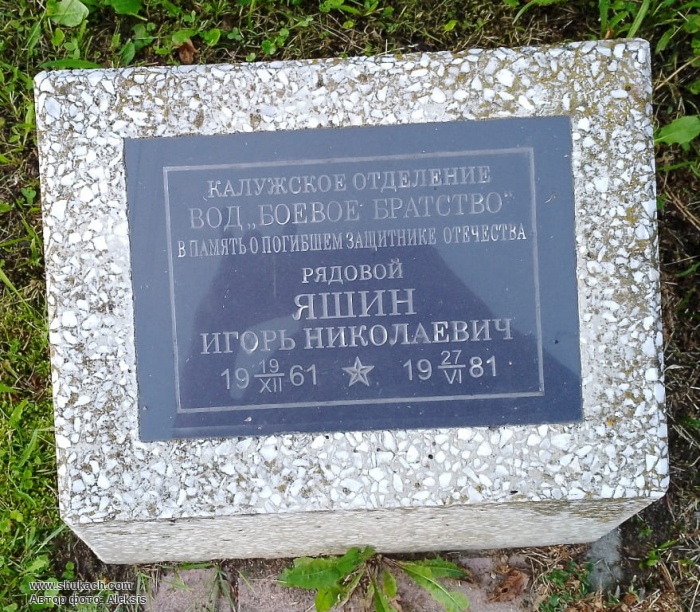 КАЛУЖСКОЕ ОТДЕЛЕНИЕ
ВОД „БОЕВОЕ БРАТСТВО“
В ПАМЯТЬ О ПОГИБШЕМ ЗАЩИТНИКЕ ОТЕЧЕСТВА
РЯДОВОЙ
ЯШИН
ИГОРЬ НИКОЛАЕВИЧ
19 19/XII 61 ☆ 19 27/VI 81
www.shukach.com
Автор фото: Aleksis